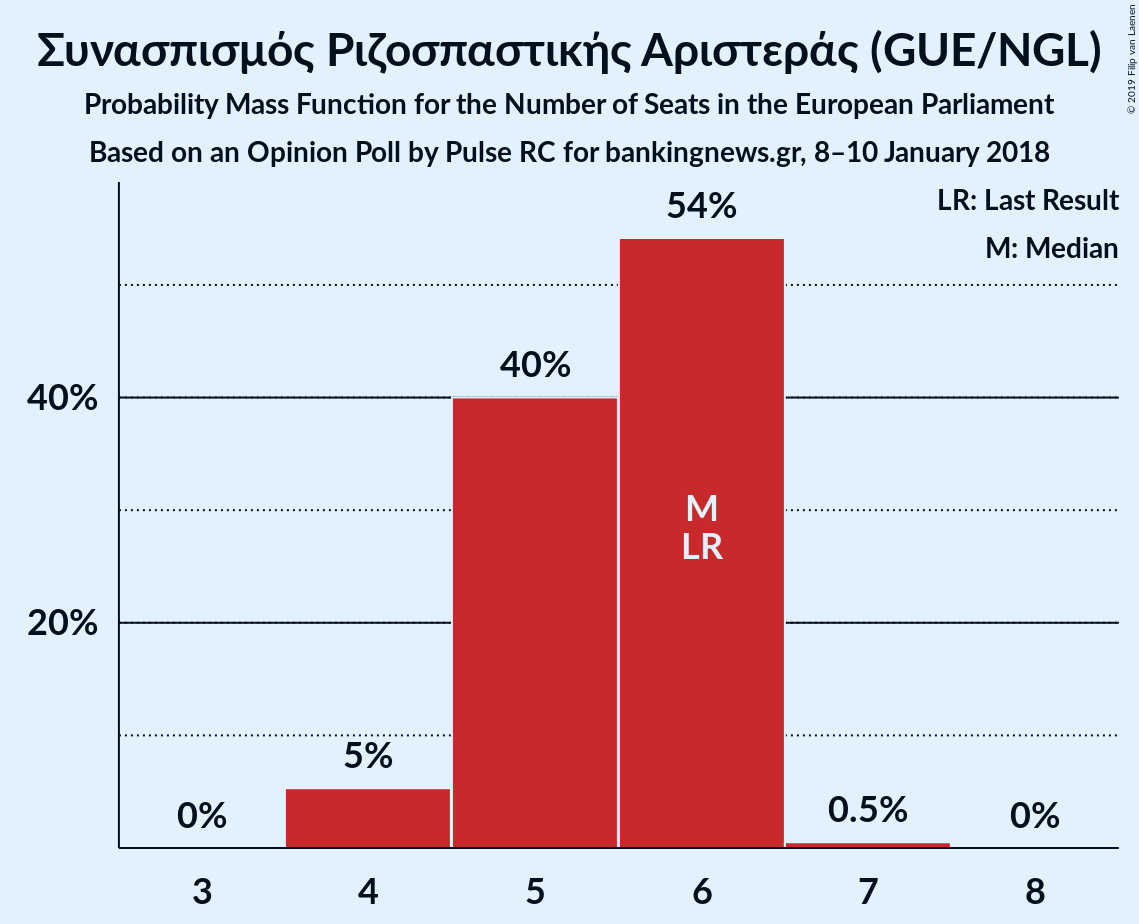 Συνασπισμός Ριζοσπαστικής Αριστεράς (GUE/NGL)
Probability Mass Function for the Number of Seats in the European Parliament
Based on an Opinion Poll by Pulse RC for bankingnews.gr, 8–10 January 2018
© 2019 Filip van Laenen
LR: Last Result
M: Median
54%
40%
40%
M
LR
20%
5%
0%
0.5%
0%
3 4 5 6 7 8